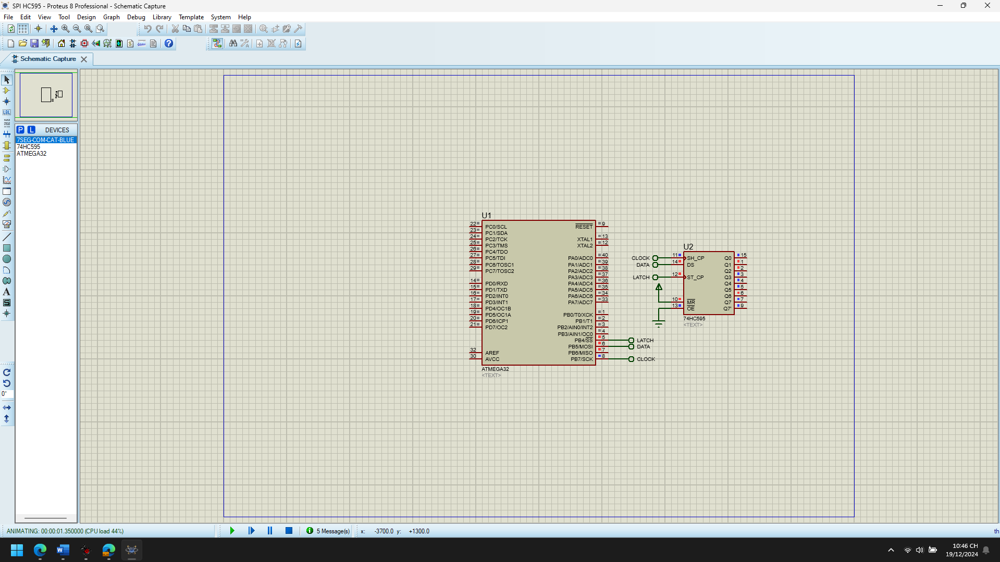 SPI HC595 - Proteus 8 Professional - Schematic Capture
File Edit View Tool Design Graph Debug Library Template System Help
Schematic Capture
P L DEVICES
7SEG-COM-CAT-BLUE
74HC595
ATMEGA32
LBL
A
S
0°
U1
22 PC0/SCL RESET 9
23 PC1/SDA
24 PC2/TCK XTAL1 13
25 PC3/TMS XTAL2 12
26 PC4/TDO
27 PC5/TDI PA0/ADC0 40
28 PC6/TOSC1 PA1/ADC1 39
29 PC7/TOSC2 PA2/ADC2 38
PA3/ADC3 37
14 PD0/RXD PA4/ADC4 36
15 PD1/TXD PA5/ADC5 35
16 PD2/INT0 PA6/ADC6 34
17 PD3/INT1 PA7/ADC7 33
18 PD4/OC1B
19 PD5/OC1A PB0/T0/XCK 1
20 PD6/ICP1 PB1/T1 2
21 PD7/OC2 PB2/AIN0/INT2 3
PB3/AIN1/OC0 4
PB4/SS 5 LATCH
PB5/MOSI 6 DATA
32 AREF PB6/MISO 7
30 AVCC PB7/SCK 8 CLOCK
ATMEGA32
<TEXT>
U2
CLOCK 11 SH_CP Q0 15
DATA 14 DS Q1 1
Q2 2
LATCH 12 ST_CP Q3 3
Q4 4
Q5 5
Q6 6
10 MR Q7 7
13 OE Q7' 9
74HC595
<TEXT>
ANIMATING: 00:00:01.350000 (CPU load 44%) 5 Message(s) x: -3700.0 y: +1300.0 th
10:46 CH
19/12/2024